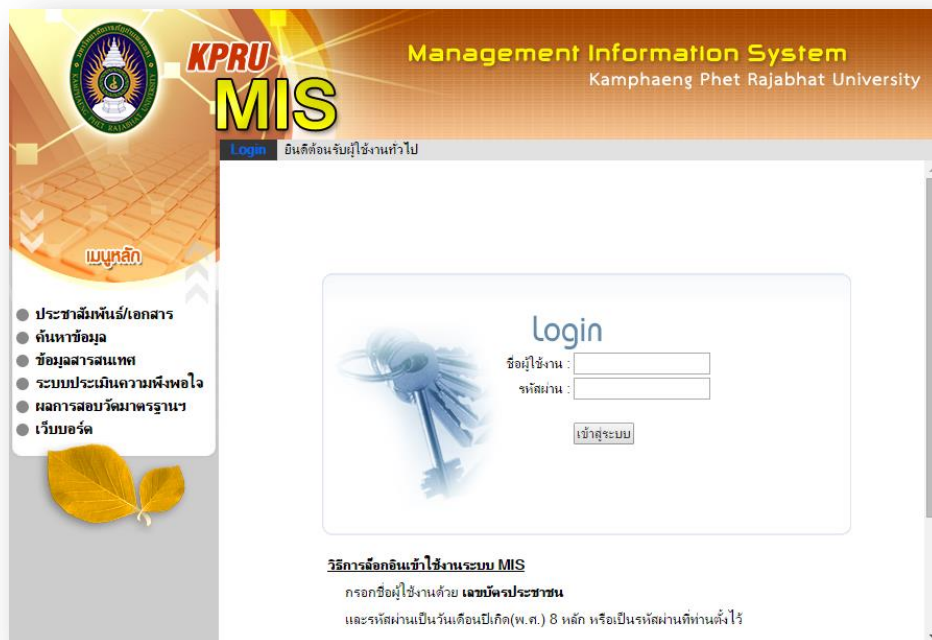 KPRU
MIS
Management Information System
Kamphaeng Phet Rajabhat University
Login ยินดีต้อนรับผู้ใช้งานทั่วไป
เมนูหลัก
ประชาสัมพันธ์/เอกสาร
ค้นหาข้อมูล
ข้อมูลสารสนเทศ
ระบบประเมินความพึงพอใจ
ผลการสอบวัดมาตรฐานฯ
เว็บบอร์ด
login
ชื่อผู้ใช้งาน :
รหัสผ่าน :
เข้าสู่ระบบ
วิธีการล็อกอินเข้าใช้งานระบบ MIS
กรอกชื่อผู้ใช้งานด้วย เลขบัตรประชาชน
และรหัสผ่านเป็นวันเดือนปีเกิด(พ.ศ.) 8 หลัก หรือเป็นรหัสผ่านที่ท่านตั้งไว้